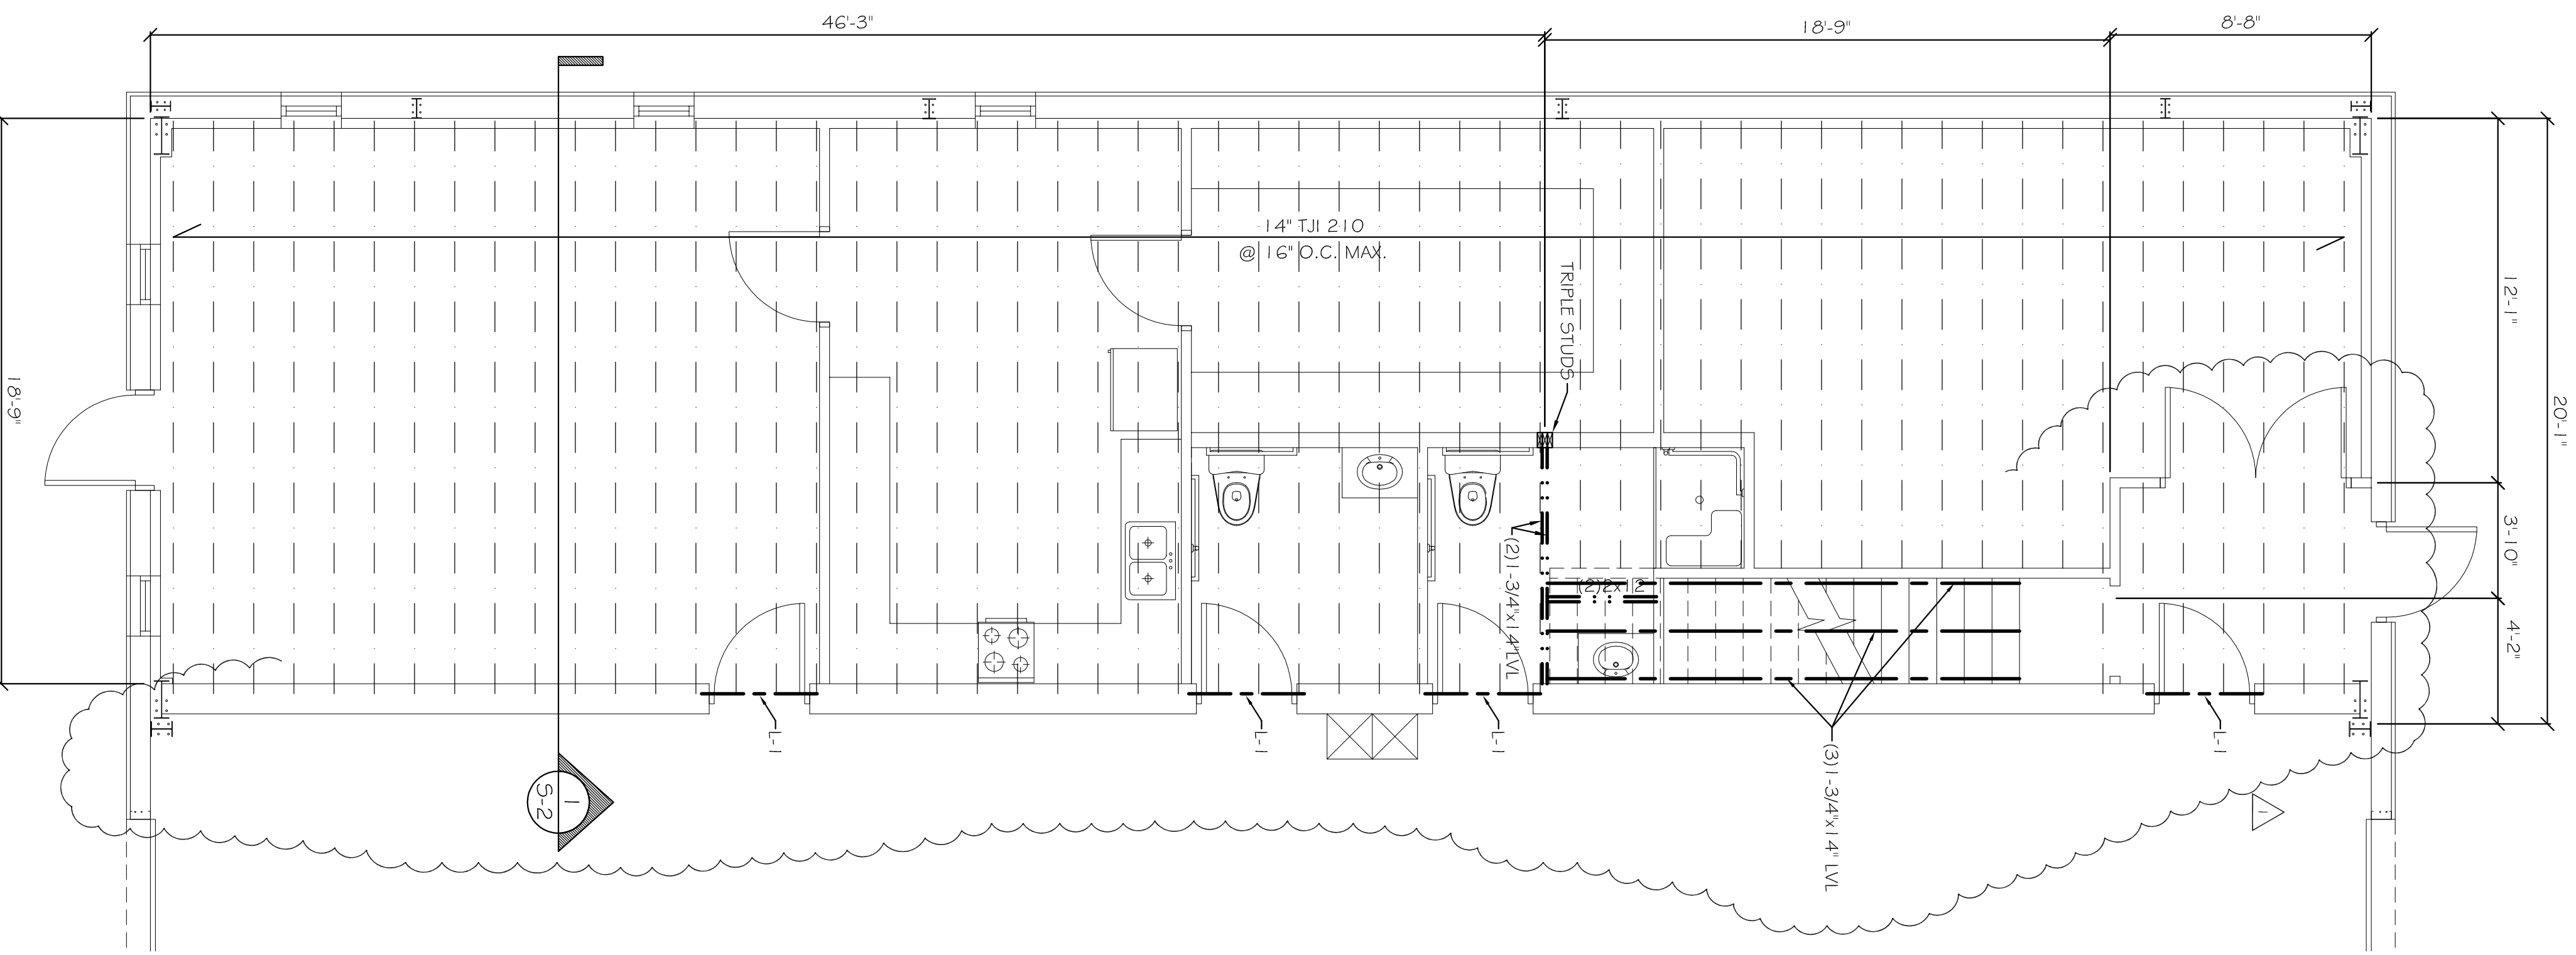 46'-3"
18'-9"
8'-8"
14" TJI 210
@ 16" O.C. MAX.
TRIPLE STUDS
12'-1"
20'-1"
18'-9"
3'-10"
(2)1-3/4"x14"LVL
(2)2x12
4'-2"
L-1
L-1
L-1
L-1
(3)1-3/4"x14" LVL
1
S-2
1